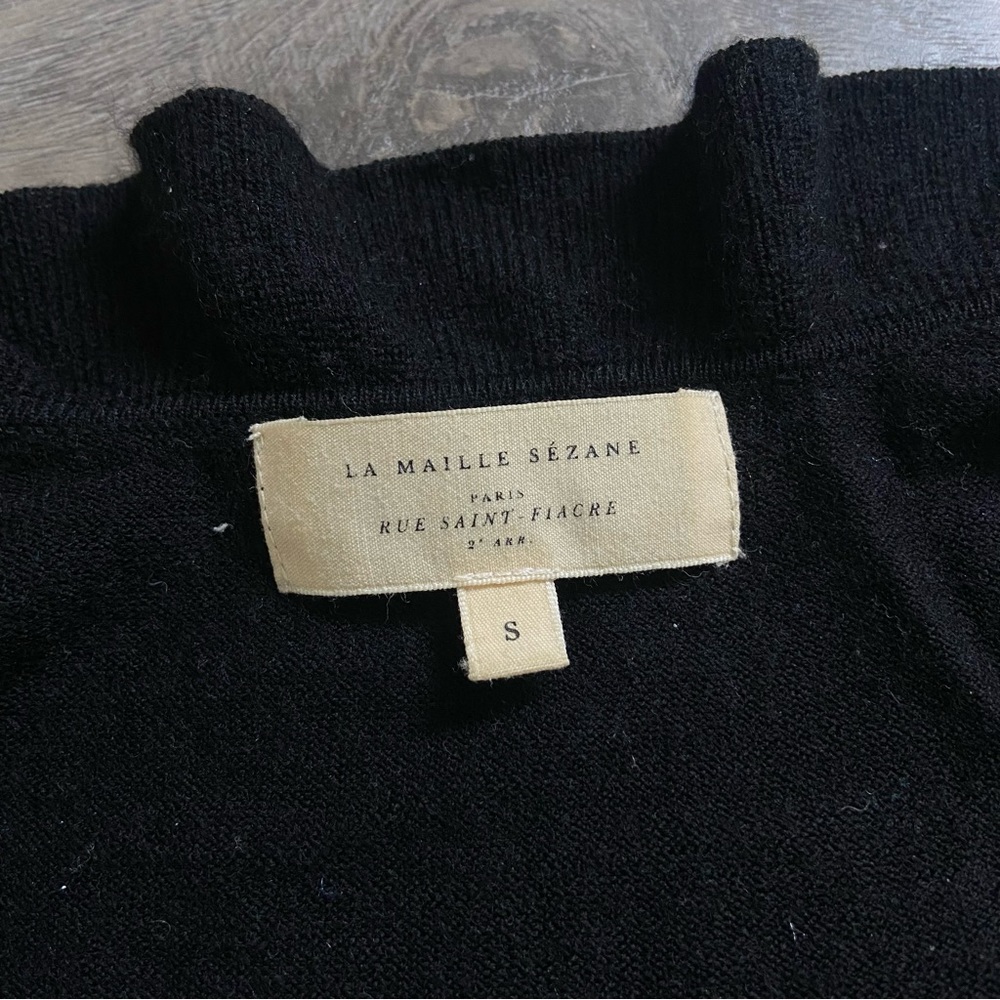 LA MAILLE SÉZANE
PARIS
RUE SAINT-FIACRE
2ᵉ ARR.
S